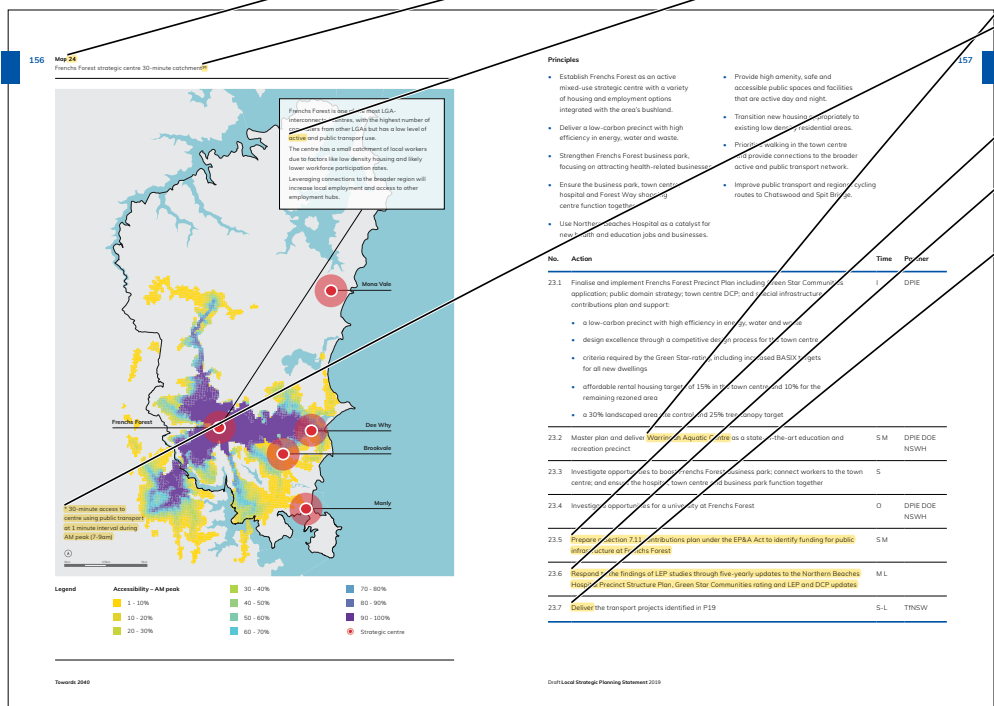 156
Map 24
Frenchs Forest strategic centre 30-minute catchment
Frenchs Forest is one of most LGA-
interconnected centres, with the highest number of
from other LGAs but has a low level of
active and public transport use.
The centre has a small catchment of local workers
due to factors like low density housing and likely
lower workforce participation rates.
Leveraging connections to the broader region will
increase local employment and access to other
employment hubs.
Mona Vale
Frenchs Forest
Dee Why
Brookvale
Manly
* 30-minute access to
centre using public transport
at 1 minute interval during
AM peak (7-9am)
Legend
Accessibility – AM peak
1 - 10%
10 - 20%
20 - 30%
30 - 40%
40 - 50%
50 - 60%
60 - 70%
70 - 80%
80 - 90%
90 - 100%
Strategic centre
Towards 2040
157
Principles
• Establish Frenchs Forest as an active
mixed-use strategic centre with a variety
of housing and employment options
integrated with the area's bushland.
• Deliver a low-carbon precinct with high
efficiency in energy, water and waste.
• Strengthen Frenchs Forest business park,
focusing on attracting health-related businesses.
• Ensure the business park, town centre,
hospital and Forest Way shopping
centre function together.
• Use Northern Beaches Hospital as a catalyst for
new health and education jobs and businesses.
• Provide high amenity, safe and
accessible public spaces and facilities
that are active day and night.
• Transition new housing appropriately to
existing low density residential areas.
• Prioritise walking in the town centre
and provide connections to the broader
active and public transport network.
• Improve public transport and regional cycling
routes to Chatswood and Spit Bridge.
No. Action Time Partner
23.1 Finalise and implement Frenchs Forest Precinct Plan including Green Star Communities I DPIE
application; public domain strategy; town centre DCP; and special infrastructure
contributions plan and support:
• a low-carbon precinct with high efficiency in energy, water and waste
• design excellence through a competitive design process for the town centre
• criteria required by the Green Star-rating, including increased BASIX targets
for all new dwellings
• affordable rental housing targets of 15% in the town centre and 10% for the
remaining rezoned area
• a 30% landscaped area site control and 25% tree canopy target
23.2 Master plan and deliver Warringah Aquatic Centre as a state-of-the-art education and S M DPIE DOE
recreation precinct NSWH
23.3 Investigate opportunities to boost Frenchs Forest business park; connect workers to the town S
centre; and ensure the hospital, town centre and business park function together
23.4 Investigate opportunities for a university at Frenchs Forest O DPIE DOE
NSWH
23.5 Prepare a Section 7.11 contributions plan under the EP&A Act to identify funding for public S M
infrastructure at Frenchs Forest
23.6 Respond to the findings of LEP studies through five-yearly updates to the Northern Beaches M L
Hospital Precinct Structure Plan, Green Star Communities rating and LEP and DCP updates
23.7 Deliver the transport projects identified in P19 S-L TfNSW
Draft Local Strategic Planning Statement 2019